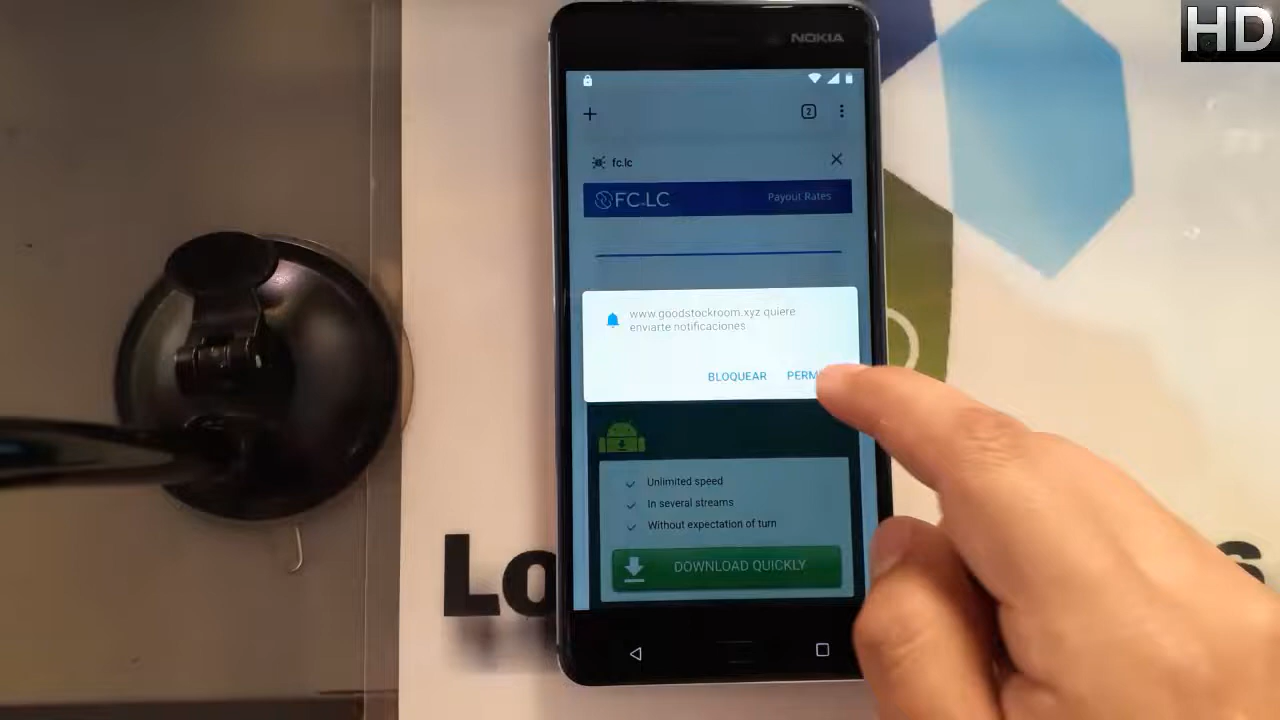 HD
NOKIA
2
fc.lc
FC.LC
Payout Rates
www.goodstockroom.xyz quiere
enviarte notificaciones
BLOQUEAR
PERM
Unlimited speed
In several streams
Without expectation of turn
DOWNLOAD QUICKLY
Lo
s